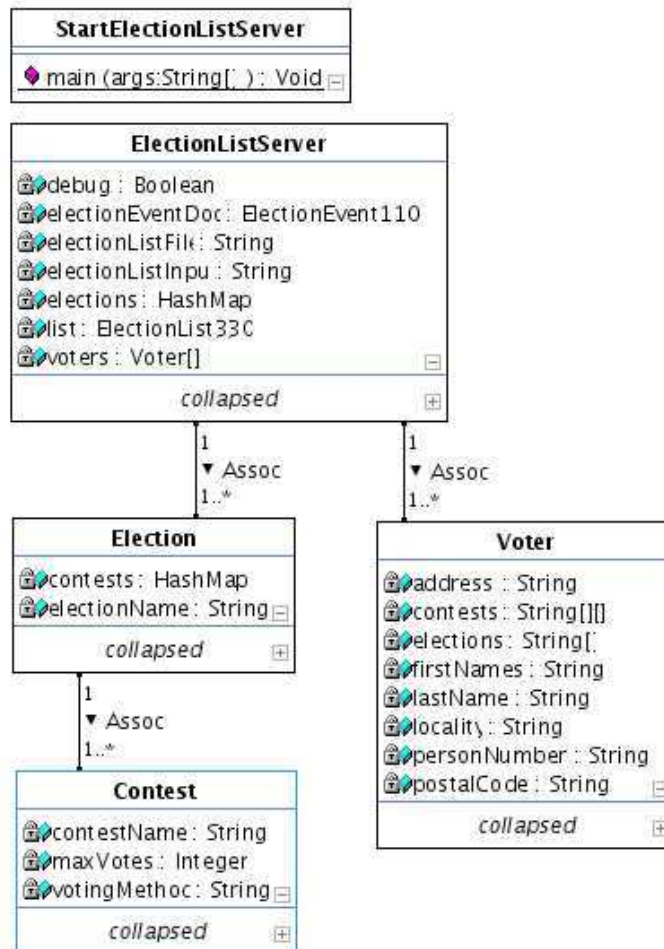 StartElectionListServer
main (args:String[ ) : Void
ElectionListServer
debug : Boolean
electionEventDoc : ElectionEvent110
electionListFile : String
electionListInpu : String
elections : HashMap
list : ElectionList330
voters : Voter[]
collapsed
1
▼ Assoc
1..*
1
▼ Assoc
1..*
Election
contests : HashMap
electionName : String
collapsed
Voter
address : String
contests : String[][]
elections : String[
firstNames : String
lastName : String
locality : String
personNumber : String
postalCode : String
collapsed
1
▼ Assoc
1..*
Contest
contestName : String
maxVotes : Integer
votingMethod : String
collapsed